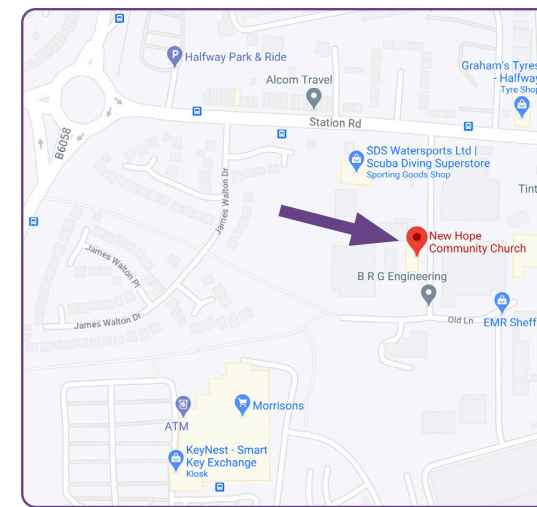 Halfway Park & Ride
Graham's Tyres
- Halfway
Tyre Shop
Alcom Travel
Station Rd
B6058
SDS Watersports Ltd |
Scuba Diving Superstore
Sporting Goods Shop
Tint
James Walton Dr
New Hope
Community Church
James Walton Pl
B R G Engineering
Old Ln
EMR Sheff
James Walton Dr
Morrisons
ATM
KeyNest - Smart
Key Exchange
Kiosk